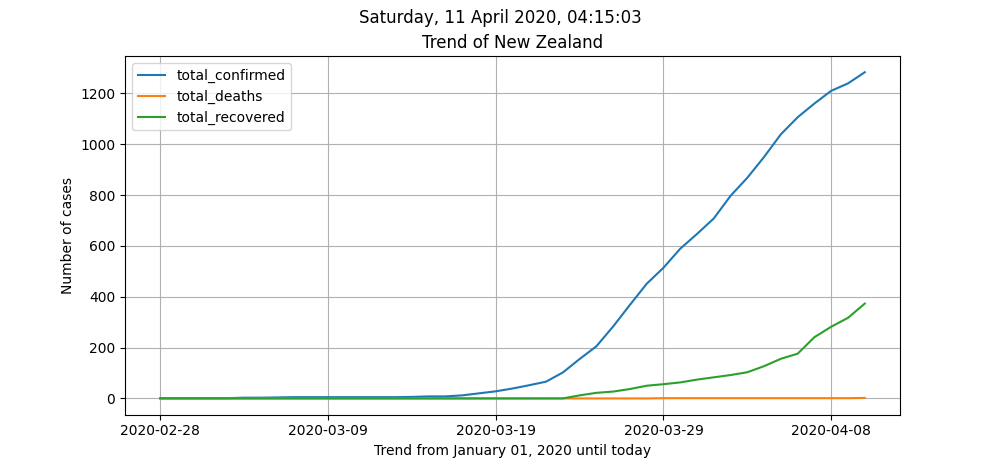 Saturday, 11 April 2020, 04:15:03
Trend of New Zealand
total_confirmed
total_deaths
total_recovered
Number of cases
1200
1000
800
600
400
200
0
2020-02-28 2020-03-09 2020-03-19 2020-03-29 2020-04-08
Trend from January 01, 2020 until today